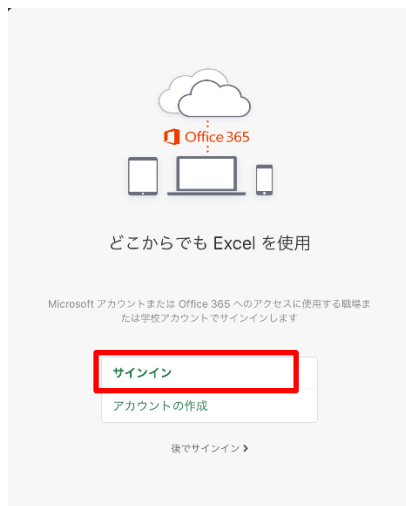 Office 365
どこからでも Excel を使用
Microsoft アカウントまたは Office 365 へのアクセスに使用する職場ま
たは学校アカウントでサインインします
サインイン
アカウントの作成
後でサインイン >